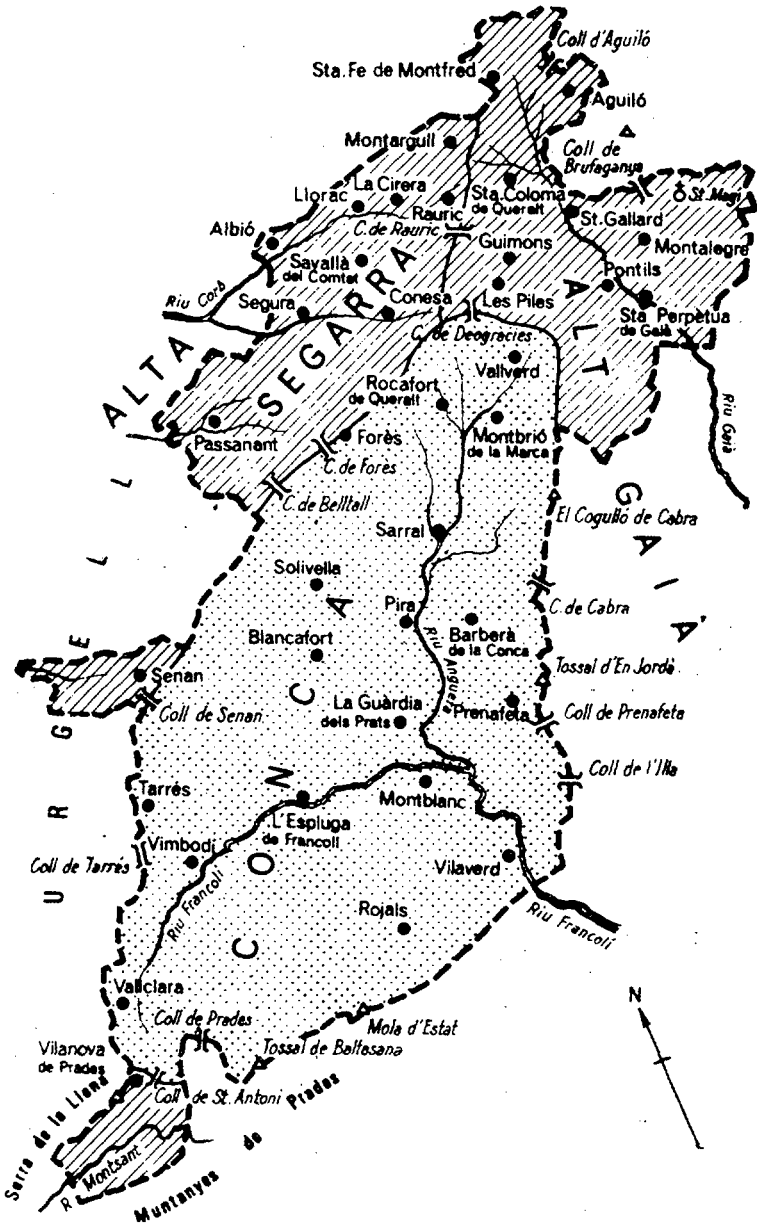 Coll d'Aguiló
Sta. Fe de Montfred
Aguiló
Montargull
Coll de
Brufaganya
La Cirera
Llorac
Rauric
Sta. Coloma
de Queralt
St. Magí
St. Gallard
C. de Rauric
Albió
Guimons
Montalegre
Savallà
del Comtat
Pontils
Riu Corb
Segura
Conesa
Les Piles
Sta. Perpètua
de Gaià
C. de Deogràcies
ALTA
SEGARRA
ALT
GAIÀ
Vallverd
Rocafort
de Queralt
Riu Gaià
Passanant
Forès
Montbrió
de la Marca
C. de Forès
C. de Belltall
El Cogulló de Cabra
Sarral
Solivella
C. de Cabra
Pira
Blancafort
Barberà
de la Conca
Riu Anguera
Tossal d'En Jordà
Senan
Coll de Senan
La Guàrdia
dels Prats
Prenafeta
Coll de Prenafeta
Coll de l'Illa
URGELL
CONCA
Tarrés
Montblanc
L'Espluga
de Francolí
Coll de Tarrés
Vimbodí
Vilaverd
Riu Francolí
Riu Francolí
Rojals
Vallclara
Coll de Prades
Mola d'Estat
N
Vilanova
de Prades
Tossal de Baltasana
Coll de St. Antoni
Serra de la Llena
R. Montsant
Muntanyes de Prades